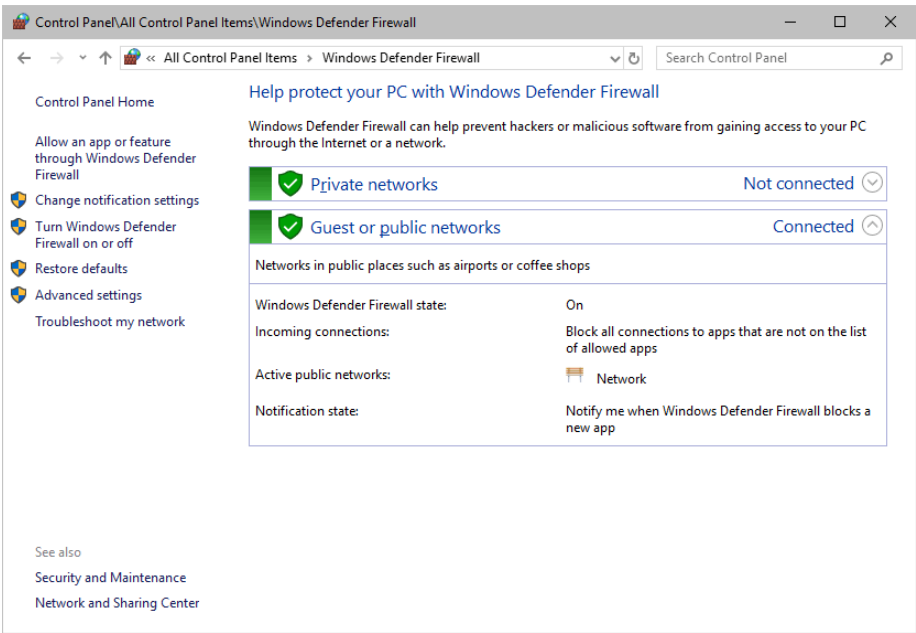 Control Panel\All Control Panel Items\Windows Defender Firewall
« All Control Panel Items › Windows Defender Firewall
Search Control Panel
Control Panel Home
Allow an app or feature
through Windows Defender
Firewall
Change notification settings
Turn Windows Defender
Firewall on or off
Restore defaults
Advanced settings
Troubleshoot my network
See also
Security and Maintenance
Network and Sharing Center
Help protect your PC with Windows Defender Firewall
Windows Defender Firewall can help prevent hackers or malicious software from gaining access to your PC
through the Internet or a network.
Private networks Not connected
Guest or public networks Connected
Networks in public places such as airports or coffee shops
Windows Defender Firewall state: On
Incoming connections: Block all connections to apps that are not on the list
of allowed apps
Active public networks: Network
Notification state: Notify me when Windows Defender Firewall blocks a
new app